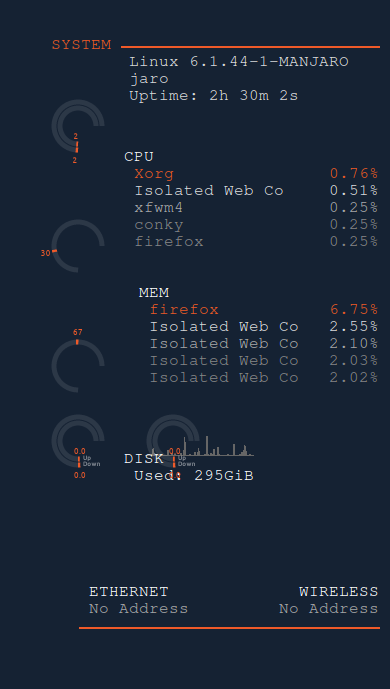 SYSTEM
Linux 6.1.44-1-MANJARO
jaro
Uptime: 2h 30m 2s
2
2
CPU
Xorg 0.76%
Isolated Web Co 0.51%
xfwm4 0.25%
conky 0.25%
firefox 0.25%
30
MEM
firefox 6.75%
Isolated Web Co 2.55%
Isolated Web Co 2.10%
Isolated Web Co 2.03%
Isolated Web Co 2.02%
67
0.0 0.0
Up Up
Down Down
0.0
DISK
Used: 295GiB
ETHERNET WIRELESS
No Address No Address